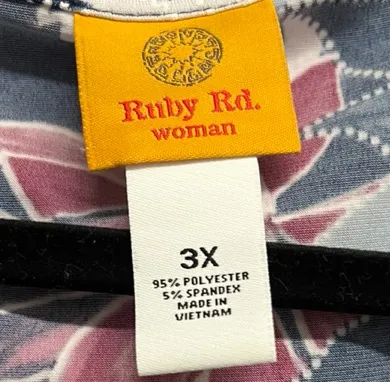 Ruby Rd.
woman
3X
95% POLYESTER
5% SPANDEX
MADE IN
VIETNAM